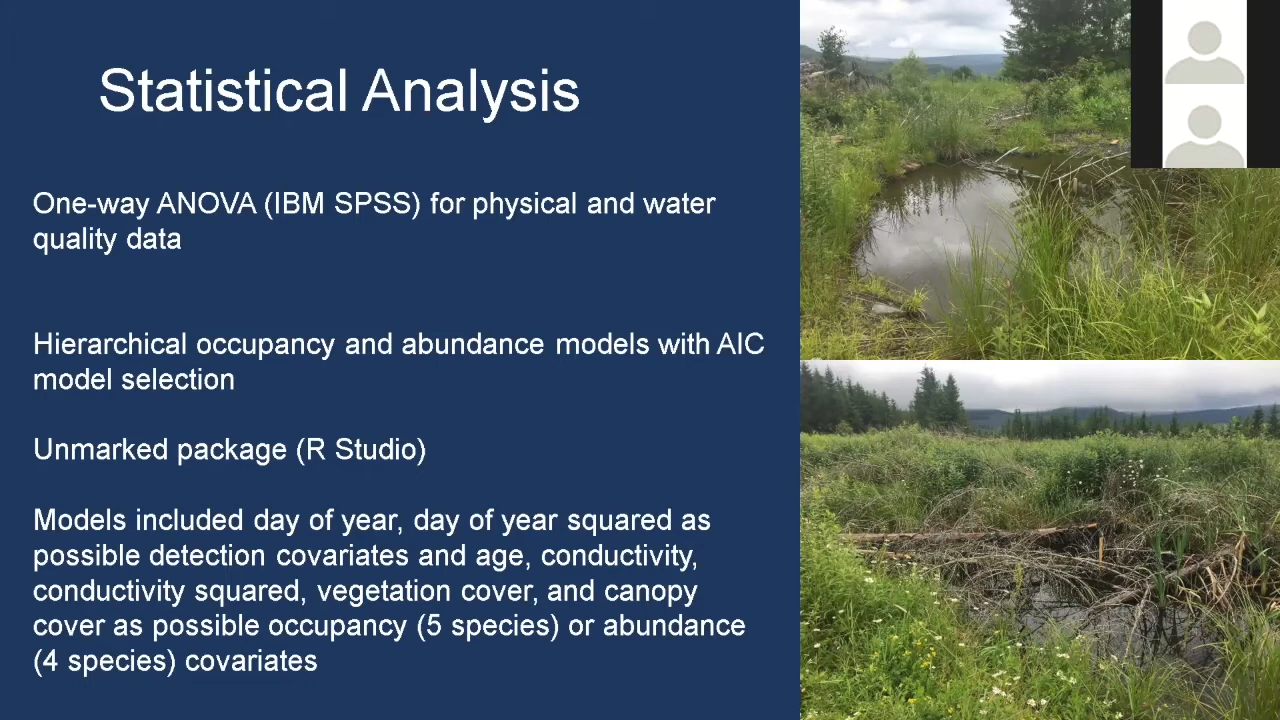 Statistical Analysis
One-way ANOVA (IBM SPSS) for physical and water
quality data
Hierarchical occupancy and abundance models with AIC
model selection
Unmarked package (R Studio)
Models included day of year, day of year squared as
possible detection covariates and age, conductivity,
conductivity squared, vegetation cover, and canopy
cover as possible occupancy (5 species) or abundance
(4 species) covariates